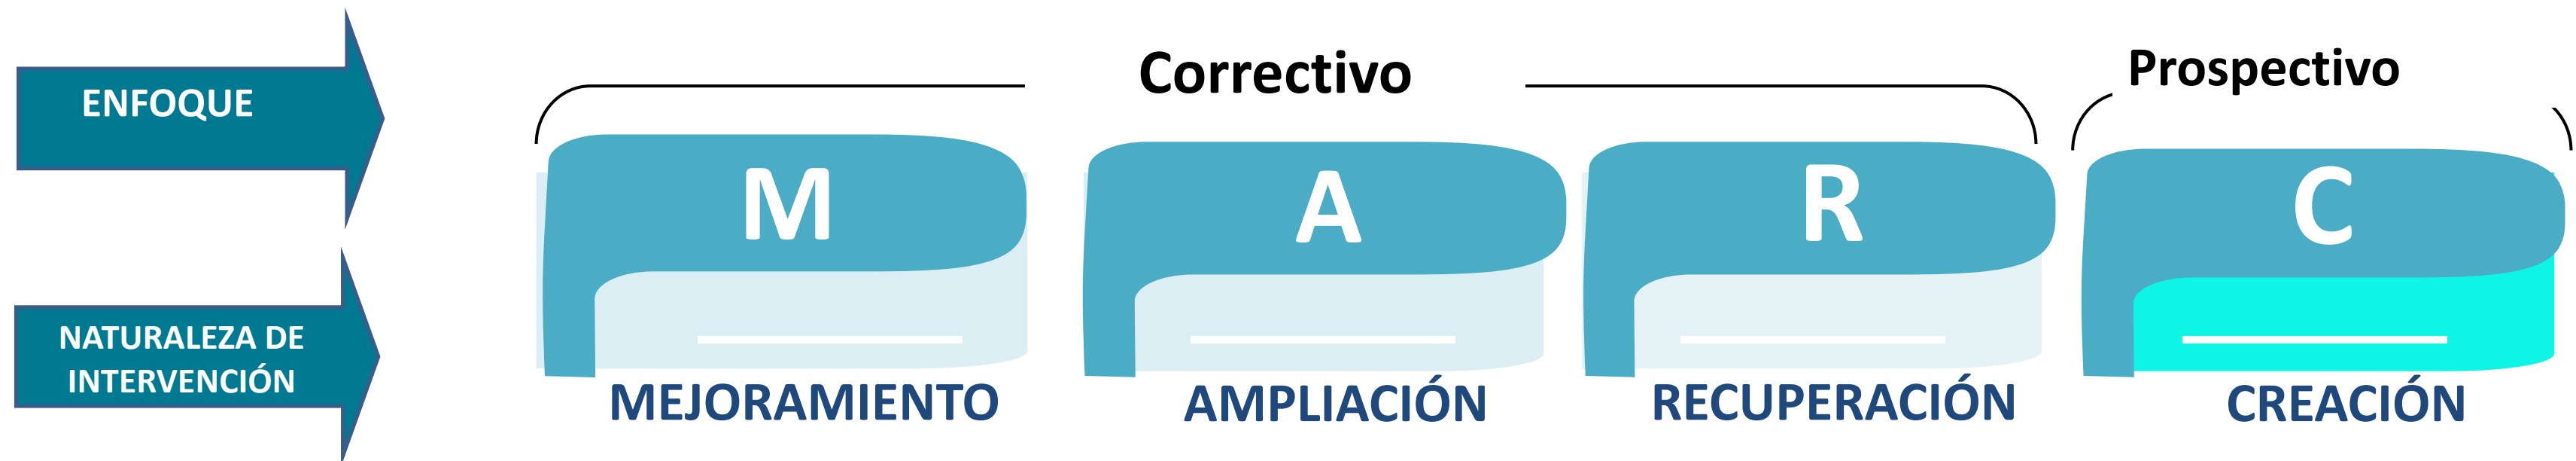 ENFOQUE
Correctivo
Prospectivo
M
A
R
C
NATURALEZA DE
INTERVENCIÓN
MEJORAMIENTO
AMPLIACIÓN
RECUPERACIÓN
CREACIÓN